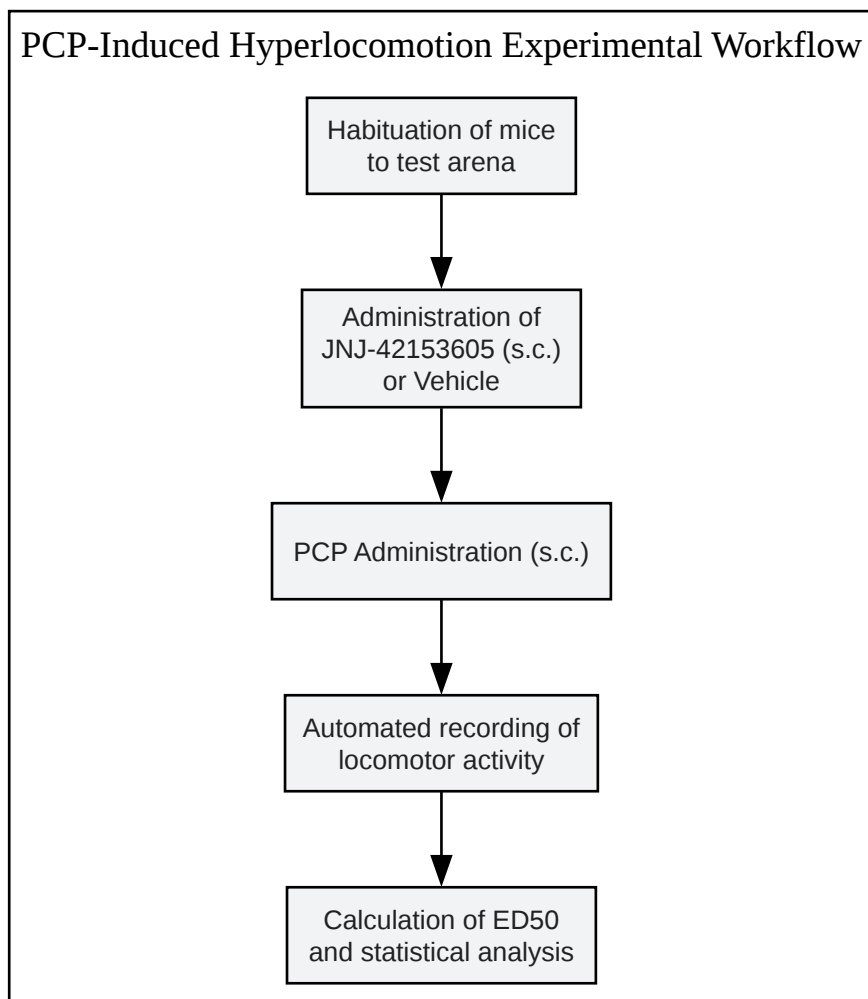 PCP-Induced Hyperlocomotion Experimental Workflow
Habituation of mice
to test arena
Administration of
JNJ-42153605 (s.c.)
or Vehicle
PCP Administration (s.c.)
Automated recording of
locomotor activity
Calculation of ED50
and statistical analysis